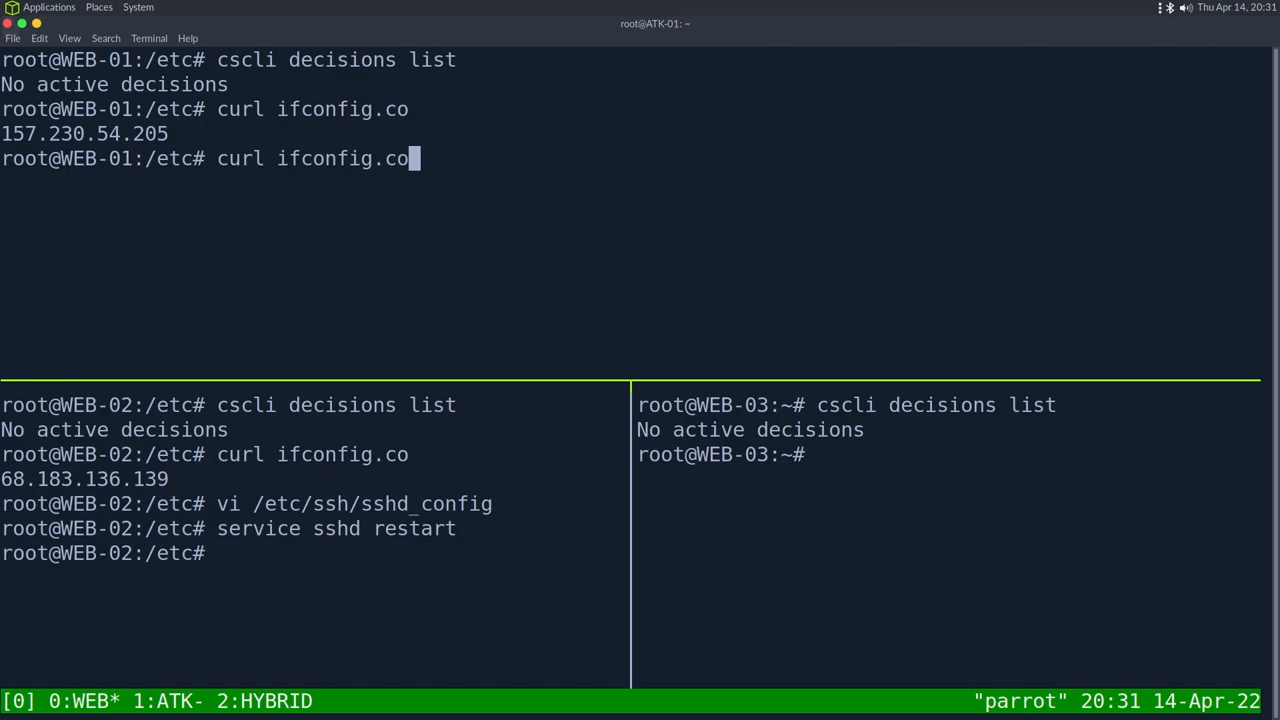 Applications Places System
Thu Apr 14, 20:31
root@ATK-01: ~
File Edit View Search Terminal Help
root@WEB-01:/etc# cscli decisions list
No active decisions
root@WEB-01:/etc# curl ifconfig.co
157.230.54.205
root@WEB-01:/etc# curl ifconfig.co
root@WEB-02:/etc# cscli decisions list
No active decisions
root@WEB-02:/etc# curl ifconfig.co
68.183.136.139
root@WEB-02:/etc# vi /etc/ssh/sshd_config
root@WEB-02:/etc# service sshd restart
root@WEB-02:/etc#
root@WEB-03:~# cscli decisions list
No active decisions
root@WEB-03:~#
[0] 0:WEB* 1:ATK- 2:HYBRID
"parrot" 20:31 14-Apr-22